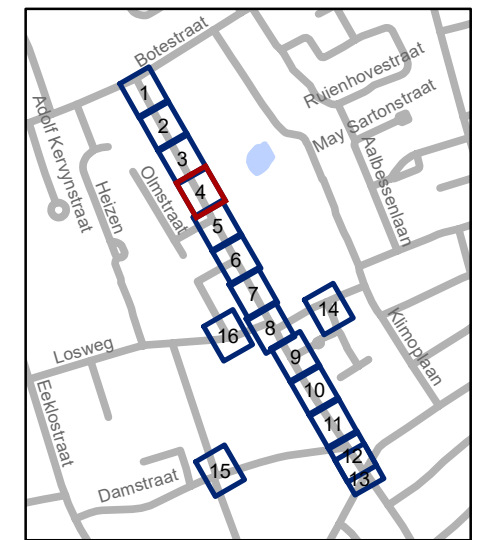 Botestraat
Ruienhovestraat
May Sartonstraat
Adolf Kervynstraat
Aalbessenlaan
Heizen
Olmstraat
1
2
3
4
5
6
7
8
14
16
Losweg
9
Klimoplaan
10
Eeklostraat
11
12
15
Damstraat
13